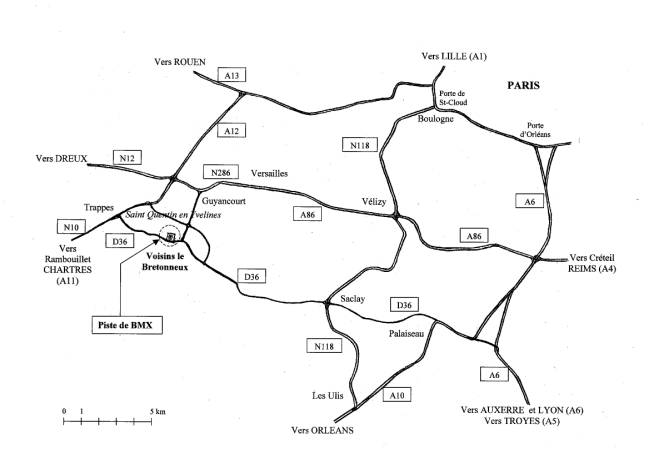 Vers LILLE (A1)
Vers ROUEN
A13
PARIS
Porte de
St-Cloud
Boulogne
Porte
d'Orléans
A12
N118
Vers DREUX
N12
N286
Versailles
Guyancourt
A6
Trappes
Saint Quentin en Yvelines
A86
Vélizy
N10
D36
A86
Vers
Rambouillet
CHARTRES
(A11)
Voisins le
Bretonneux
Vers Créteil
REIMS (A4)
D36
Saclay
D36
Piste de BMX
Palaiseau
N118
A6
Les Ulis
A10
0 1 5 km
Vers ORLEANS
Vers AUXERRE et LYON (A6)
Vers TROYES (A5)